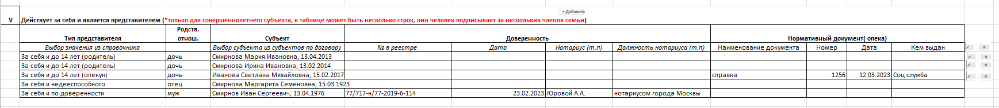 + Добавить
V Действует за себя и является представителем (*только для совершеннолетнего субъекта, в таблице может быть несколько строк, оин человек подписывает за нескольких членов семьи)
Тип представителя Родств. отнош. Субъект Доверенность Нормативный документ( опека)
Выбор значения из справочника Выбор субъекта из субъектов по договору № в реестре Дата Нотариус (т.п) Должность нотариуса (т.п) Наименование документа Номер Дата Кем выдан
За себя и до 14 лет (родитель) дочь Смирнова Мария Ивановна, 13.04.2013
За себя и до 14 лет (родитель) дочь Смирнова Ирина Ивановна, 13.02.2014
За себя и до 14 лет (опекун) дочь Иванова Светлана Михайловна, 15.02.2017 справка 1256 12.03.2023 Соц служба
За себя и недееспособного отец Смирнова Маргарита Семеновна, 15.03.1923
За себя и по доверенности муж Смирнов Иван Сергеевич, 13.04.1976 77/717-н/77-2019-6-114 23.02.2023 Юровой А.А. нотариусом города Москвы